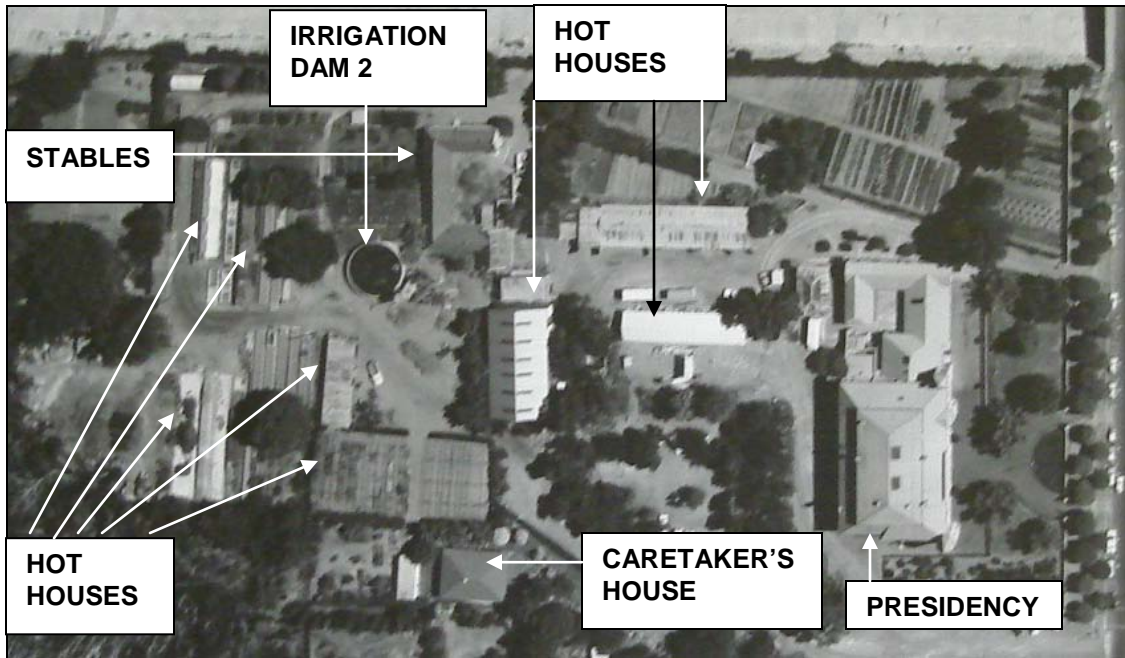 IRRIGATION
DAM 2
HOT
HOUSES
STABLES
HOT
HOUSES
CARETAKER'S
HOUSE
PRESIDENCY